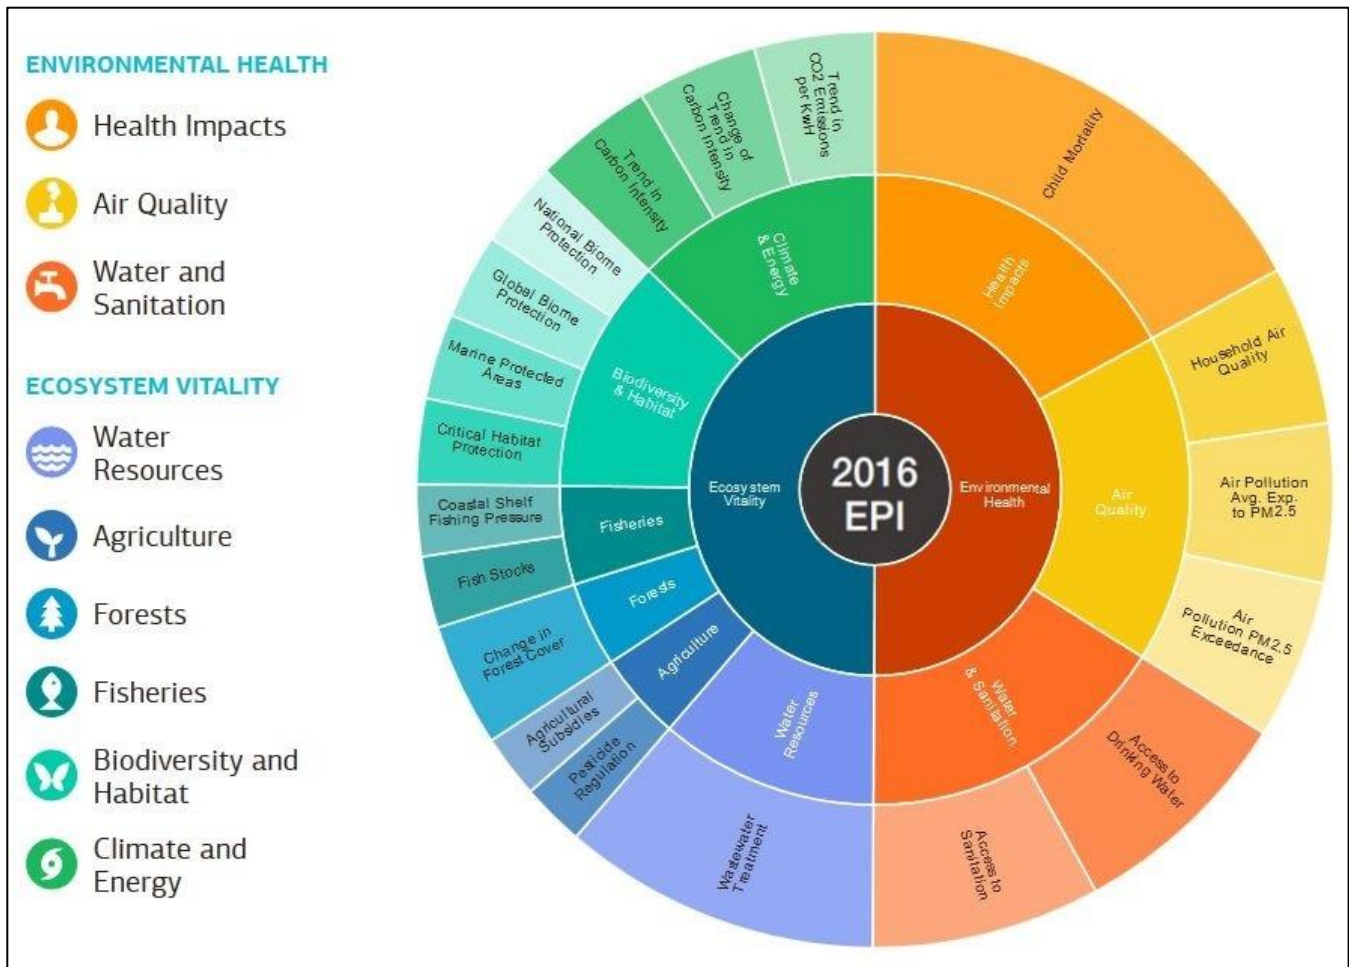 ENVIRONMENTAL HEALTH
Health Impacts
Air Quality
Water and
Sanitation
ECOSYSTEM VITALITY
Water
Resources
Agriculture
Forests
Fisheries
Biodiversity and
Habitat
Climate and
Energy
2016
EPI
Environmental
Health
Ecosystem
Vitality
Health
Impacts
Air
Quality
Water
& Sanitation
Water
Resources
Agriculture
Forests
Fisheries
Biodiversity
& Habitat
Climate
& Energy
Child Mortality
Household Air
Quality
Air Pollution
Avg. Exp.
to PM2.5
Air
Pollution PM2.5
Exceedance
Access to
Drinking Water
Access to
Sanitation
Wastewater
Treatment
Pesticide
Regulation
Agricultural
Subsidies
Change in
Forest Cover
Fish Stocks
Coastal Shelf
Fishing Pressure
Critical Habitat
Protection
Marine Protected
Areas
Global Biome
Protection
National Biome
Protection
Trend in
Carbon Intensity
Change of
Trend in
Carbon Intensity
Trend in
CO2 Emissions
per KwH